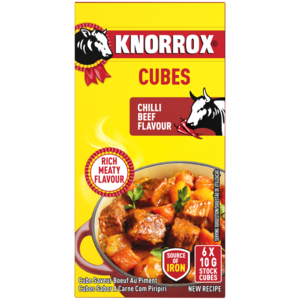 KNORROX®
CUBES
CHILLI
BEEF
FLAVOUR
RICH
MEATY
FLAVOUR
SOURCE
OF
IRON
6 X
10 G
STOCK
CUBES
Cube Saveur Boeuf Au Piment
Cubos Sabor a Carne Com Piripiri
NEW RECIPE